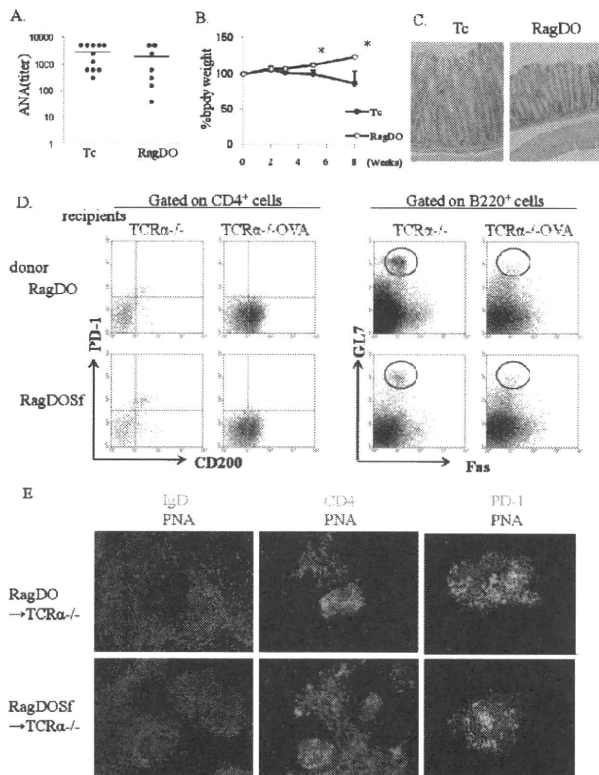 A.
ANA(titer)
10000
1000
100
10
1
Tc
RagDO
B.
%bpdy weight
150
100
50
0
*
*
Tc
RagDO
0 2 4 6 8 (Weeks)
C.
Tc
RagDO
D.
Gated on CD4+ cells
Gated on B220+ cells
recipients
TCRα-/-
TCRα-/-OVA
TCRα-/-
TCRα-/-OVA
donor
RagDO
RagDOSf
PD-1
CD200
GL7
Fas
E.
IgD
PNA
CD4
PNA
PD-1
PNA
RagDO
→TCRα-/-
RagDOSf
→TCRα-/-